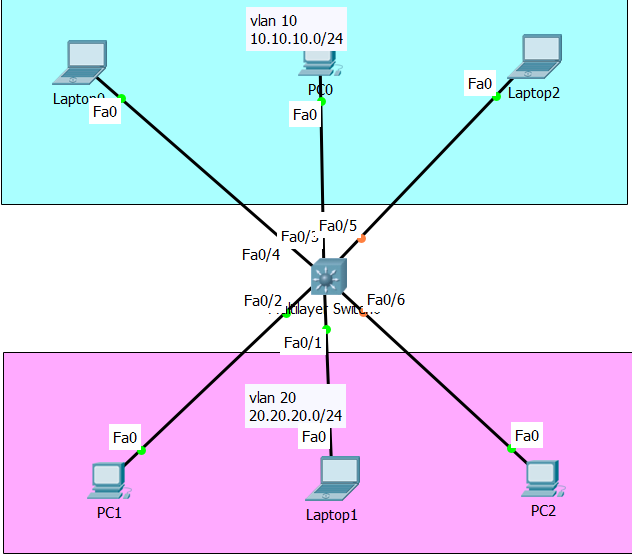 vlan 10
10.10.10.0/24
PC0
Fa0
Laptop2
Fa0
Fa0
Fa0/5
Fa0/4
Fa0/2
Fa0/6
Fa0/1
vlan 20
20.20.20.0/24
Fa0
Fa0
Fa0
PC1
Laptop1
PC2